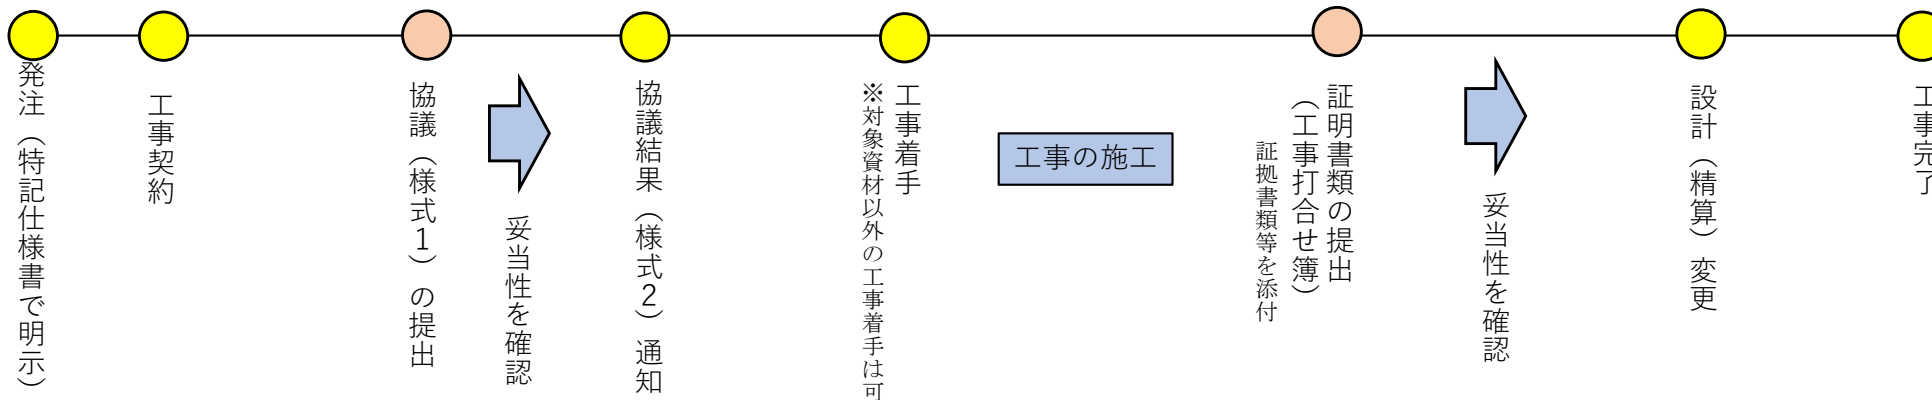 発注（特記仕様書で明示）
工事契約
協議（様式1）の提出
妥当性を確認
協議結果（様式2）通知
工事着手
※対象資材以外の工事着手は可
工事の施工
証明書類の提出
（工事打合せ簿）
証拠書類等を添付
妥当性を確認
設計（精算）変更
工事完了